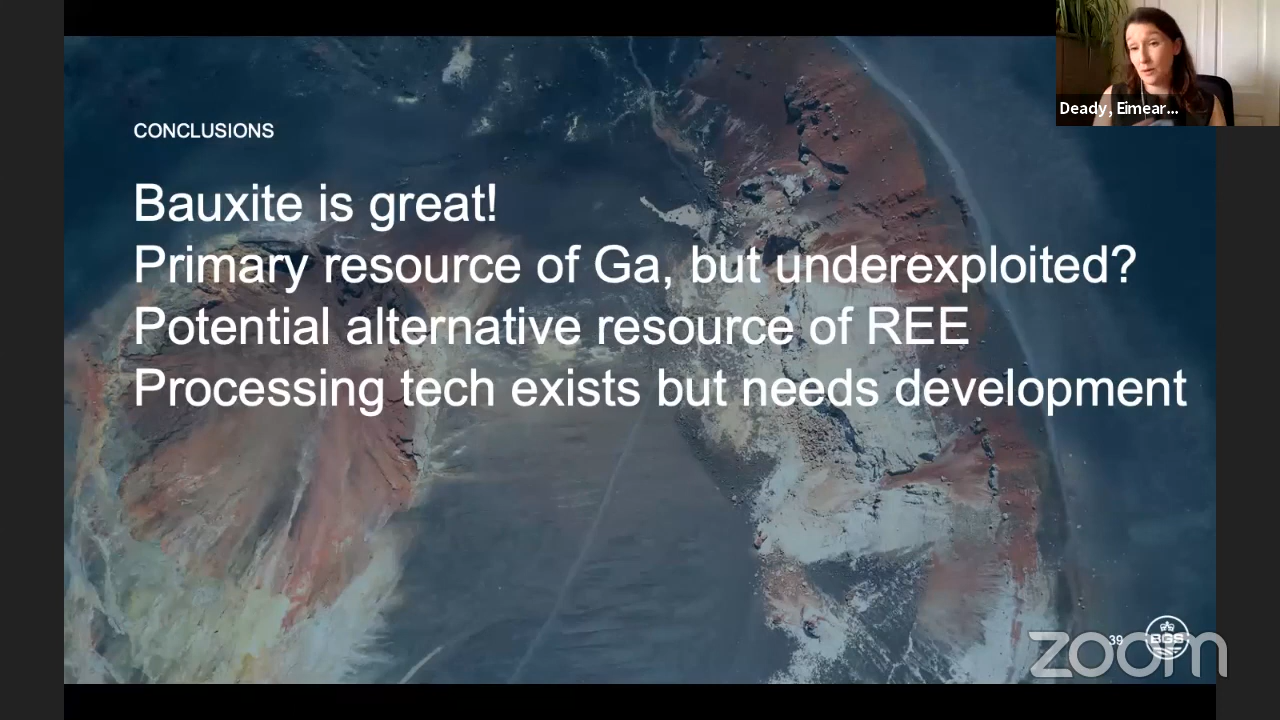 Deady, Eimear...
CONCLUSIONS
Bauxite is great!
Primary resource of Ga, but underexploited?
Potential alternative resource of REE
Processing tech exists but needs development
39
BGS
zoom